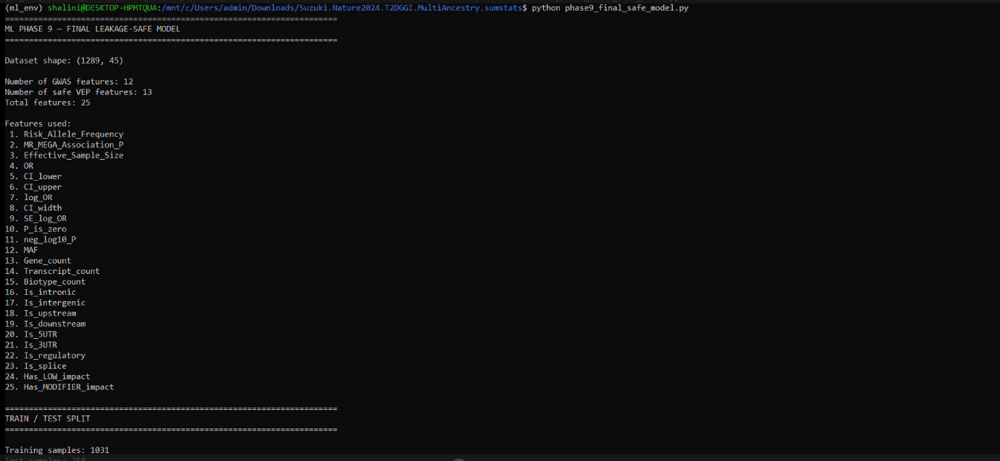 (ml_env) shalini@DESKTOP-HPMTQUA:/mnt/c/Users/admin/Downloads/Suzuki.Nature2024.T2DGGI.MultiAncestry.sumstats$ python phase9_final_safe_model.py
======================================================================
ML PHASE 9 — FINAL LEAKAGE-SAFE MODEL
======================================================================
Dataset shape: (1289, 45)
Number of GWAS features: 12
Number of safe VEP features: 13
Total features: 25
Features used:
1. Risk_Allele_Frequency
2. MR_MEGA_Association_P
3. Effective_Sample_Size
4. OR
5. CI_lower
6. CI_upper
7. log_OR
8. CI_width
9. SE_log_OR
10. P_is_zero
11. neg_log10_P
12. MAF
13. Gene_count
14. Transcript_count
15. Biotype_count
16. Is_intronic
17. Is_intergenic
18. Is_upstream
19. Is_downstream
20. Is_5UTR
21. Is_3UTR
22. Is_regulatory
23. Is_splice
24. Has_LOW_impact
25. Has_MODIFIER_impact
======================================================================
TRAIN / TEST SPLIT
======================================================================
Training samples: 1031
Test samples: 258